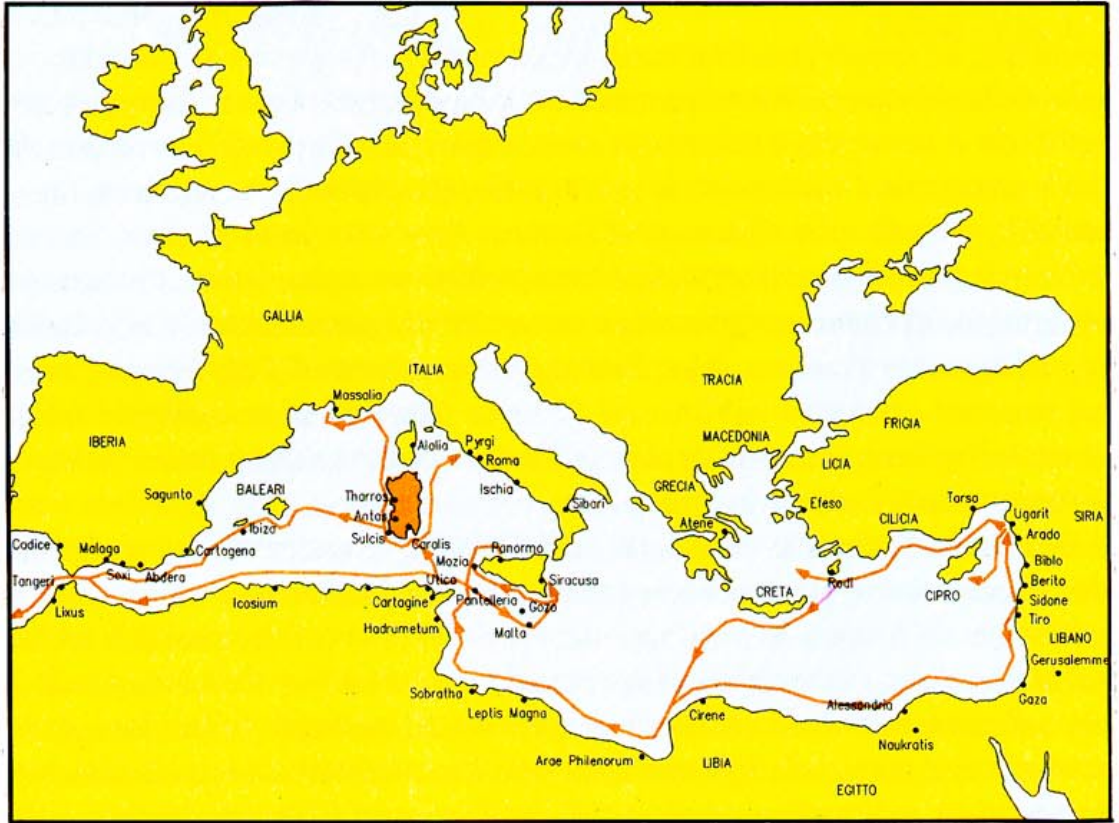 GALLIA
ITALIA
TRACIA
Massalia
IBERIA
FRIGIA
MACEDONIA
Alalia
Pyrgi
Roma
LICIA
Ischia
GRECIA
Sagunto
BALEARI
Tharros
Antas
Sibari
Efeso
Tarso
Ugarit
SIRIA
Ibiza
Sulcis
Atene
CILICIA
Arado
Cadice
Malaga
Cartagena
Caralis
Panormo
Mozia
Biblo
Tangeri
Sexi
Abdera
Utica
Siracusa
Rodi
Berito
Lixus
Icosium
Cartagine
Pantelleria
Gozo
CRETA
CIPRO
Sidone
Hadrumetum
Malta
Tiro
LIBANO
Gerusalemme
Sabratha
Leptis Magna
Cirene
Alessandria
Gaza
Naukratis
Arae Philenorum
LIBIA
EGITTO